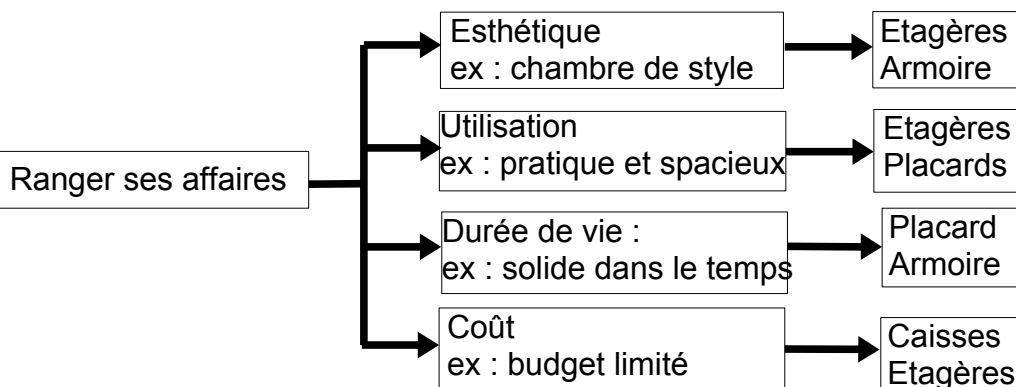 Ranger ses affaires
Esthétique
ex : chambre de style
Etagères
Armoire
Utilisation
ex : pratique et spacieux
Etagères
Placards
Durée de vie :
ex : solide dans le temps
Placard
Armoire
Coût
ex : budget limité
Caisses
Etagères